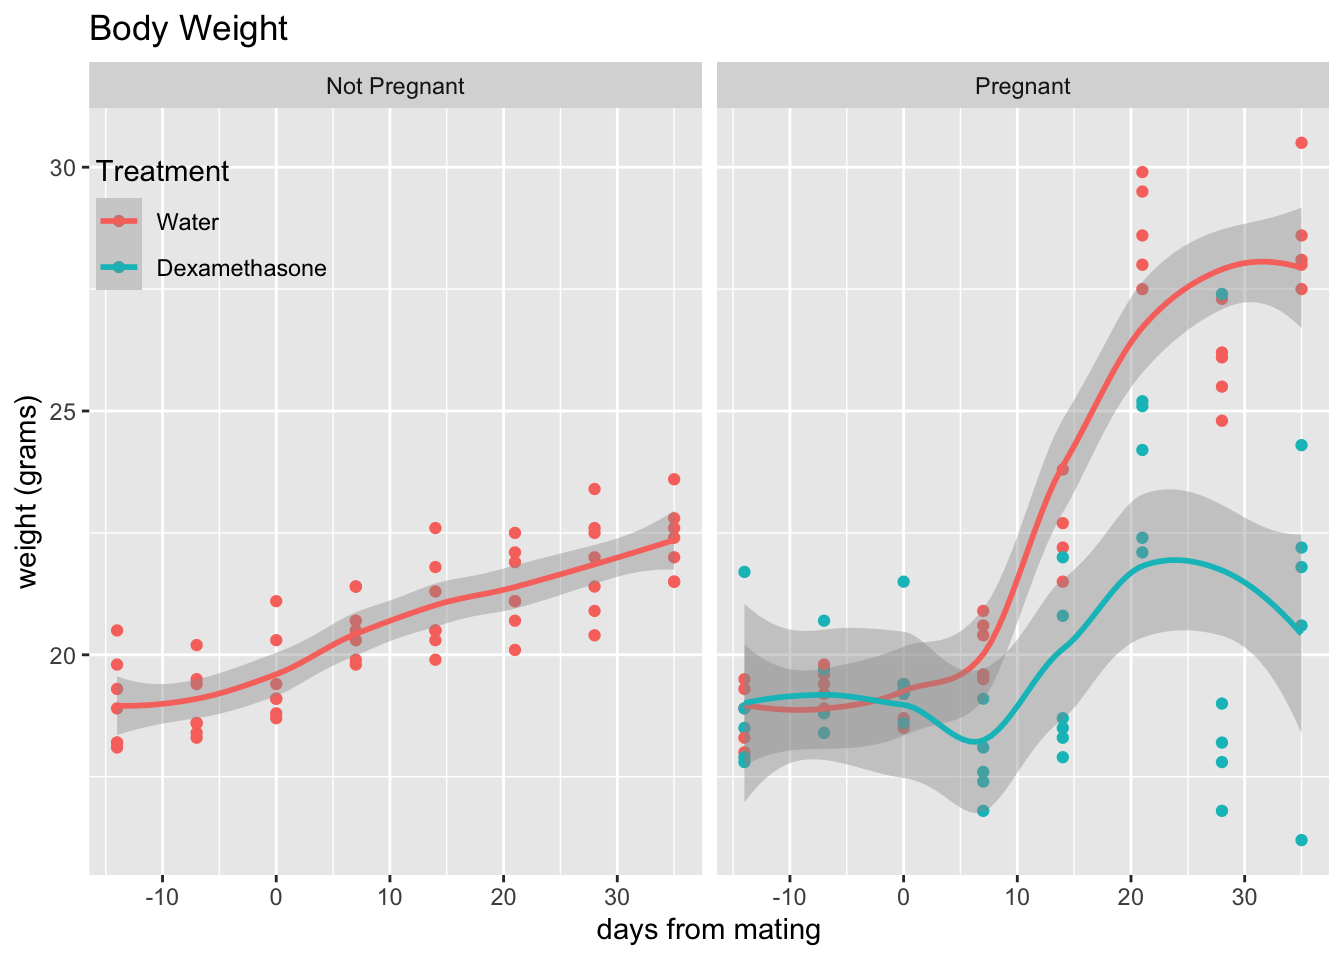 Body Weight
Not Pregnant
Pregnant
30
25
20
weight (grams)
Treatment
Water
Dexamethasone
-10 0 10 20 30
-10 0 10 20 30
days from mating